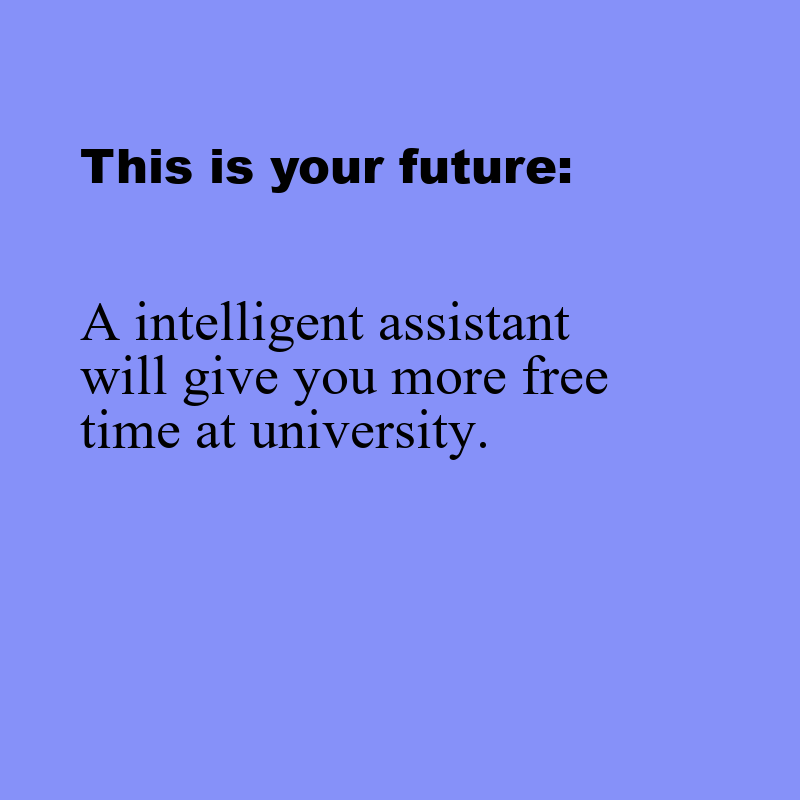 This is your future:
A intelligent assistant
will give you more free
time at university.